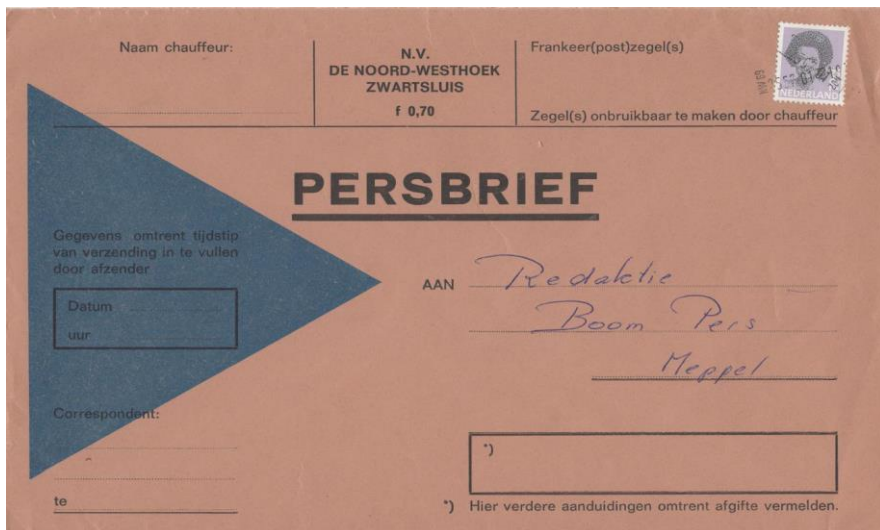 Naam chauffeur:
N.V.
DE NOORD-WESTHOEK
ZWARTSLUIS
f 0,70
Frankeer(post)zegel(s)
NEDERLAND
Zegel(s) onbruikbaar te maken door chauffeur
PERSBRIEF
Gegevens omtrent tijdstip
van verzending in te vullen
door afzender
Datum
uur
AAN Redaktie
Boom Pers
Meppel
Correspondent:
te
*)
*) Hier verdere aanduidingen omtrent afgifte vermelden.